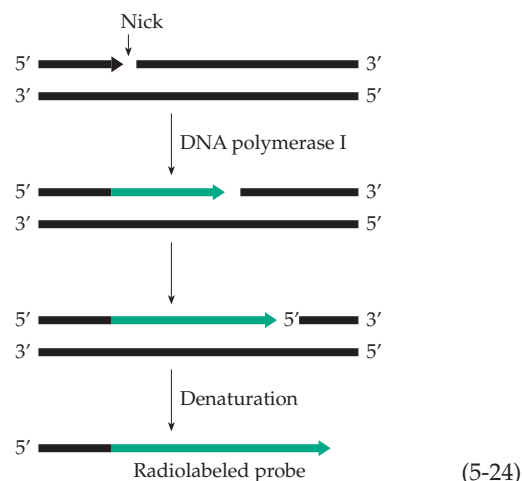 Nick
5′ 3′
3′ 5′
DNA polymerase I
5′ 3′
3′ 5′
5′ 5′ 3′
3′ 5′
Denaturation
5′
Radiolabeled probe (5-24)